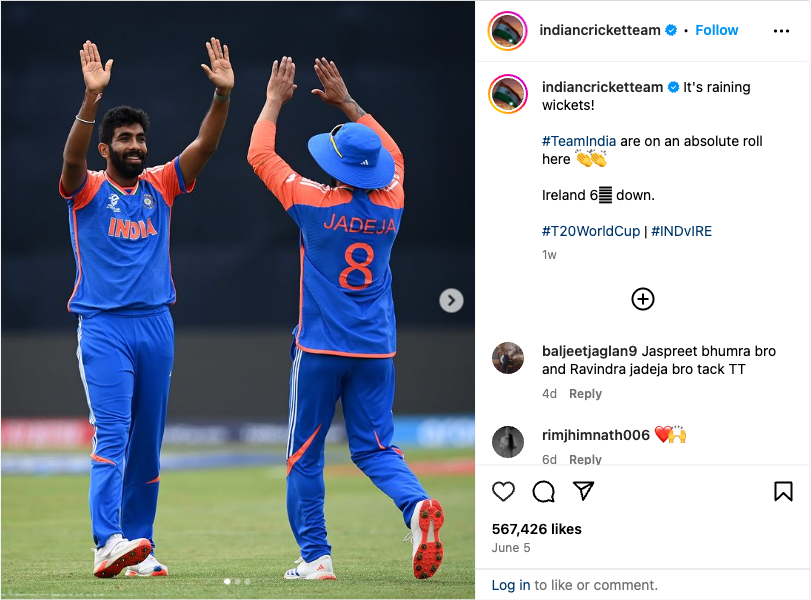 INDIA
JADEJA
8
indiancricketteam • Follow
indiancricketteam It's raining
wickets!
#TeamIndia are on an absolute roll
here 👏👏
Ireland 6 down.
#T20WorldCup | #INDvIRE
1w
baljeetjaglan9 Jaspreet bhumra bro
and Ravindra jadeja bro tack TT
4d Reply
rimjhimnath006 ❤️🙌
6d Reply
567,426 likes
June 5
Log in to like or comment.